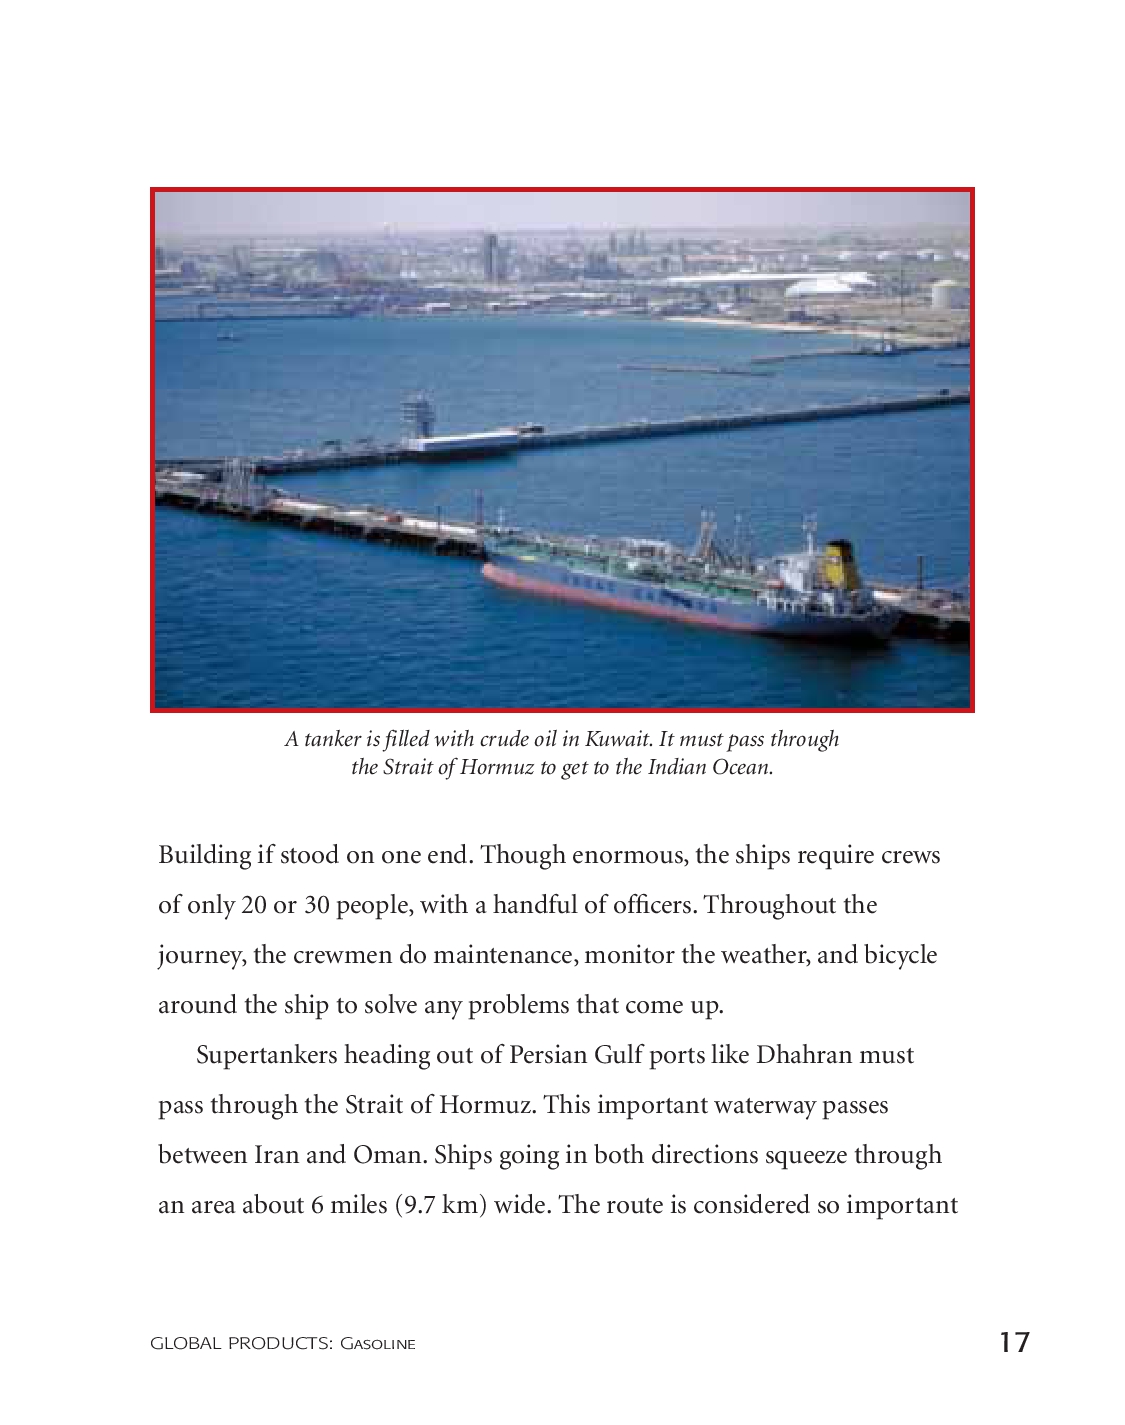 A tanker is filled with crude oil in Kuwait. It must pass through
the Strait of Hormuz to get to the Indian Ocean.
Building if stood on one end. Though enormous, the ships require crews
of only 20 or 30 people, with a handful of officers. Throughout the
journey, the crewmen do maintenance, monitor the weather, and bicycle
around the ship to solve any problems that come up.
Supertankers heading out of Persian Gulf ports like Dhahran must
pass through the Strait of Hormuz. This important waterway passes
between Iran and Oman. Ships going in both directions squeeze through
an area about 6 miles (9.7 km) wide. The route is considered so important
GLOBAL PRODUCTS: GASOLINE
17